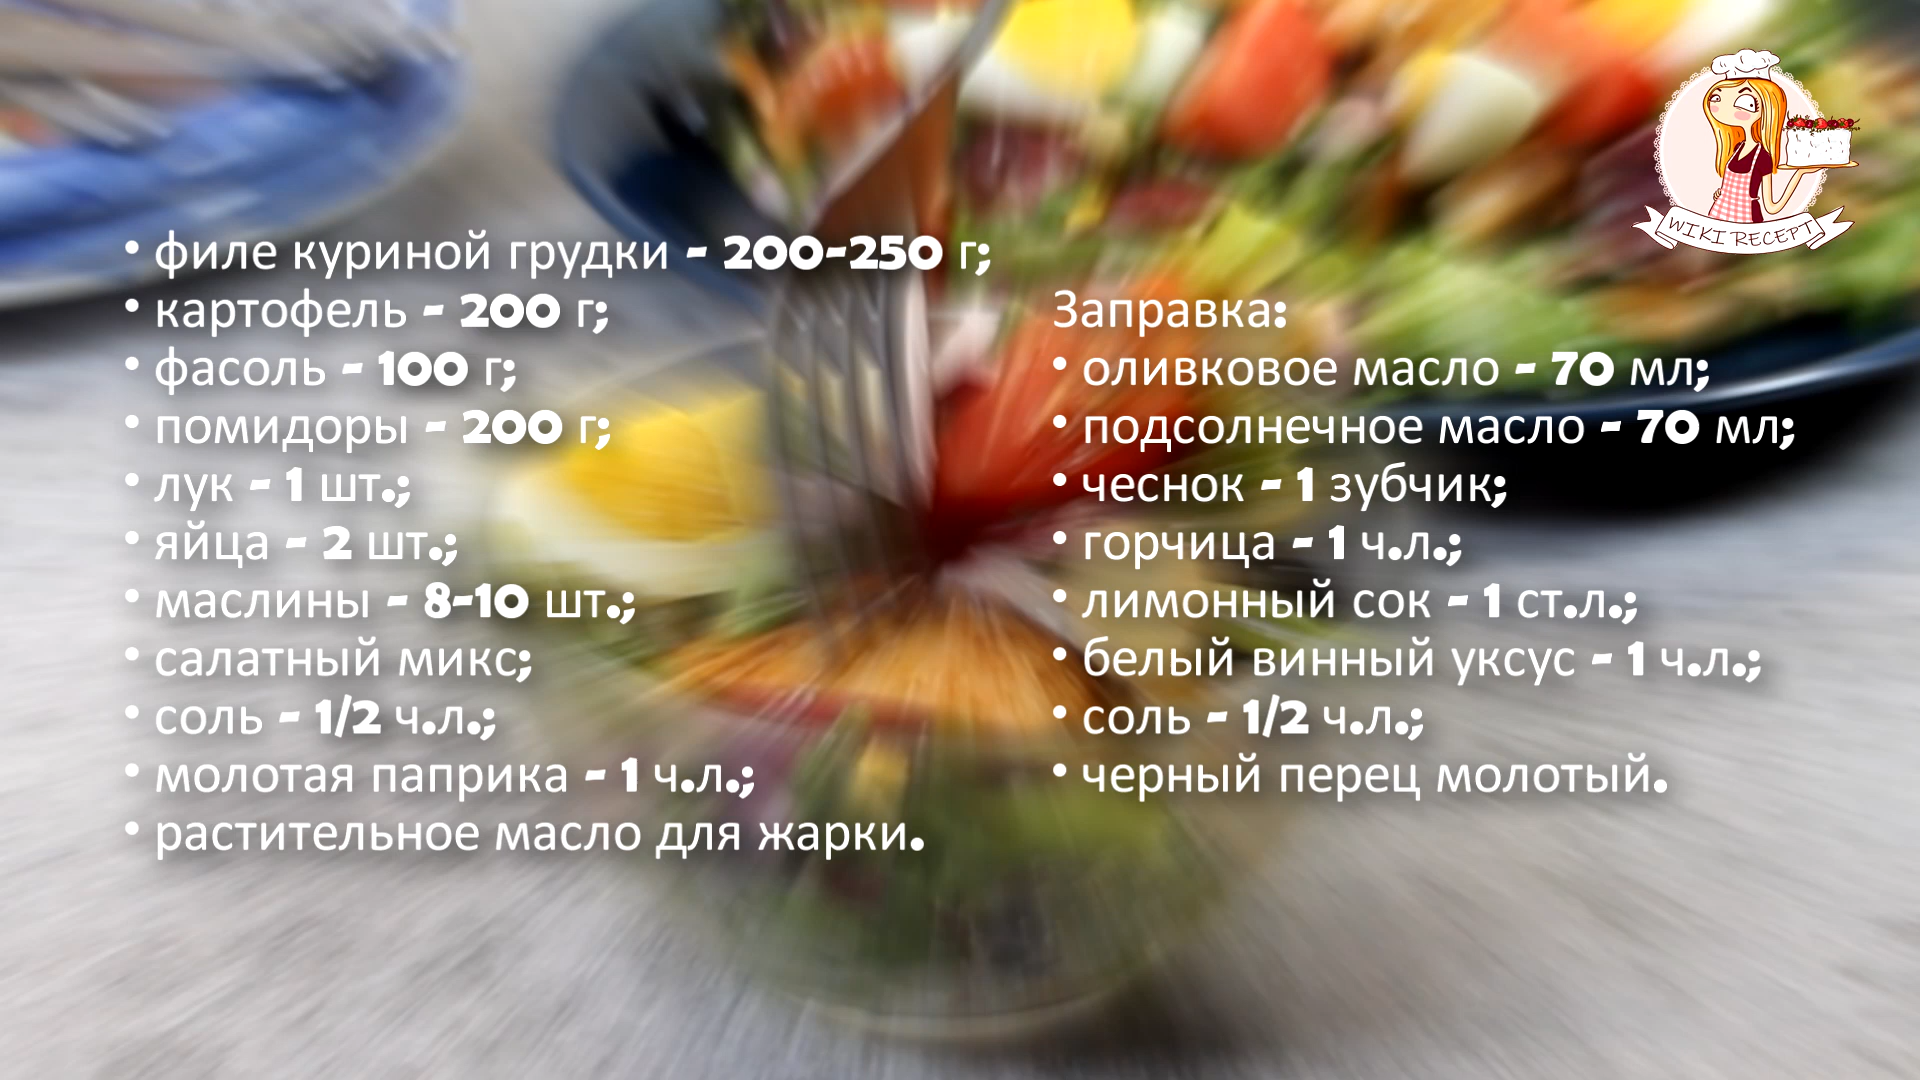 • филе куриной грудки - 200-250 г;
• картофель - 200 г;
• фасоль - 100 г;
• помидоры - 200 г;
• лук - 1 шт.;
• яйца - 2 шт.;
• маслины - 8-10 шт.;
• салатный микс;
• соль - 1/2 ч.л.;
• молотая паприка - 1 ч.л.;
• растительное масло для жарки.
Заправка:
• оливковое масло - 70 мл;
• подсолнечное масло - 70 мл;
• чеснок - 1 зубчик;
• горчица - 1 ч.л.;
• лимонный сок - 1 ст.л.;
• белый винный уксус - 1 ч.л.;
• соль - 1/2 ч.л.;
• черный перец молотый.
WIKI RECEPT